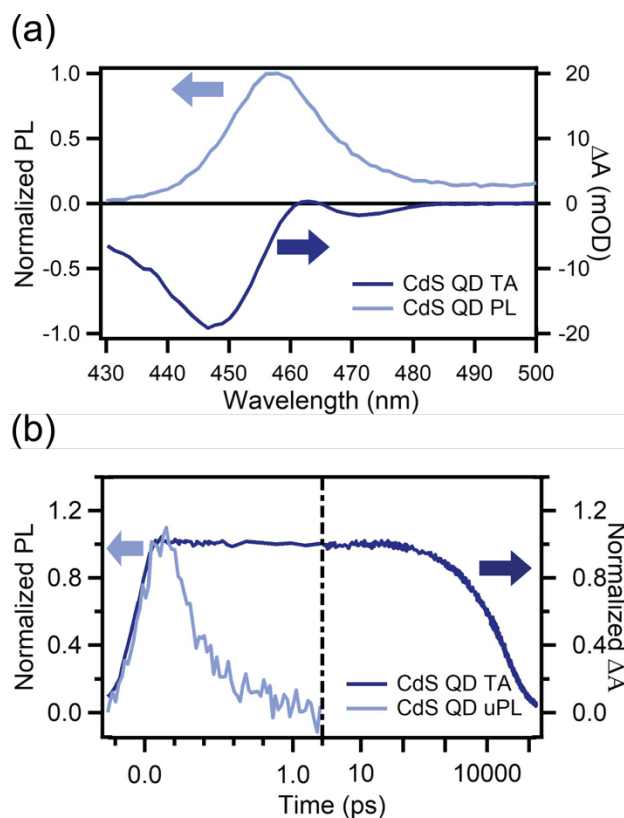 (a)
Normalized PL
1.0
0.5
0.0
-0.5
-1.0
20
10
0
-10
-20
ΔA (mOD)
CdS QD TA
CdS QD PL
430 440 450 460 470 480 490 500
Wavelength (nm)
(b)
Normalized PL
1.2
1.0
0.4
0.0
1.2
0.8
0.4
0.0
Normalized ΔA
CdS QD TA
CdS QD uPL
0.0 1.0 10 10000
Time (ps)